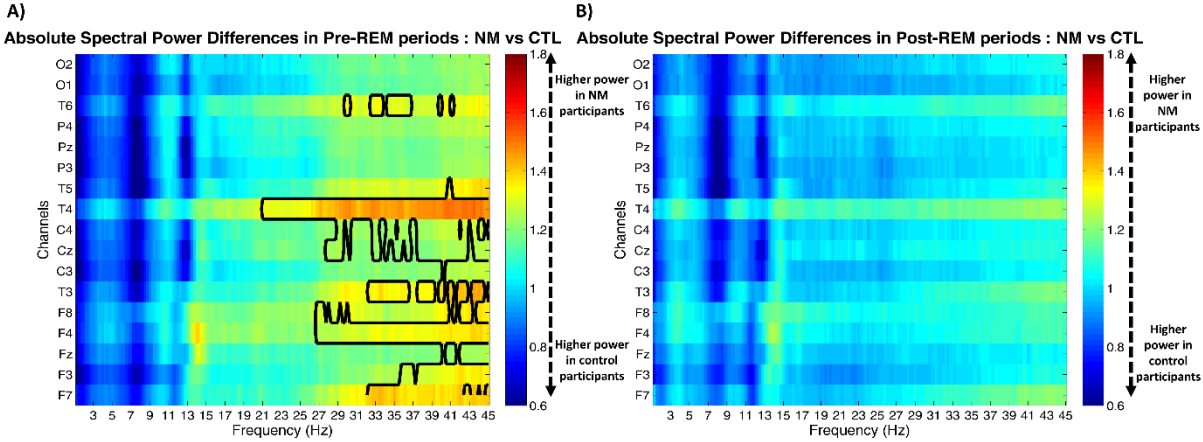 A)
Absolute Spectral Power Differences in Pre-REM periods : NM vs CTL
Channels
O2
O1
T6
P4
Pz
P3
T5
T4
C4
Cz
C3
T3
F8
F4
Fz
F3
F7
3 5 7 9 11 13 15 17 19 21 23 25 27 29 31 33 35 37 39 41 43 45
Frequency (Hz)
1.8
1.6
1.4
1.2
1
0.8
0.6
Higher power
in NM
participants
Higher
power in
control
participants
B)
Absolute Spectral Power Differences in Post-REM periods : NM vs CTL
Channels
O2
O1
T6
P4
Pz
P3
T5
T4
C4
Cz
C3
T3
F8
F4
Fz
F3
F7
3 5 7 9 11 13 15 17 19 21 23 25 27 29 31 33 35 37 39 41 43 45
Frequency (Hz)
1.8
1.6
1.4
1.2
1
0.8
0.6
Higher
power in
NM
participants
Higher
power in
control
participants